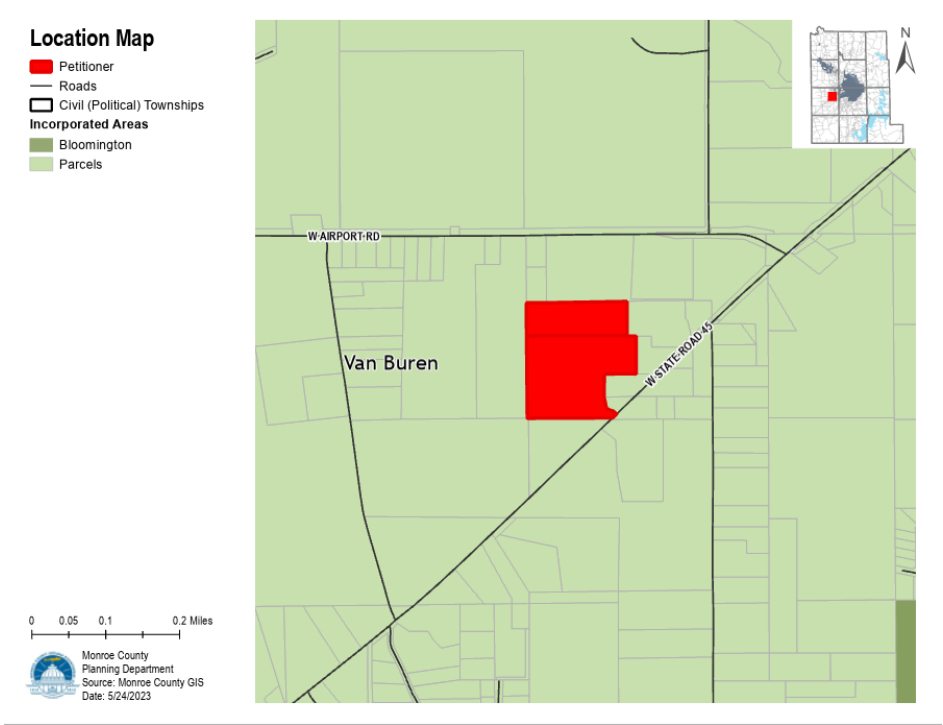 Location Map
Petitioner
Roads
Civil (Political) Townships
Incorporated Areas
Bloomington
Parcels
N
W AIRPORT RD
Van Buren
W STATE ROAD 45
0 0.05 0.1 0.2 Miles
Monroe County
Planning Department
Source: Monroe County GIS
Date: 5/24/2023